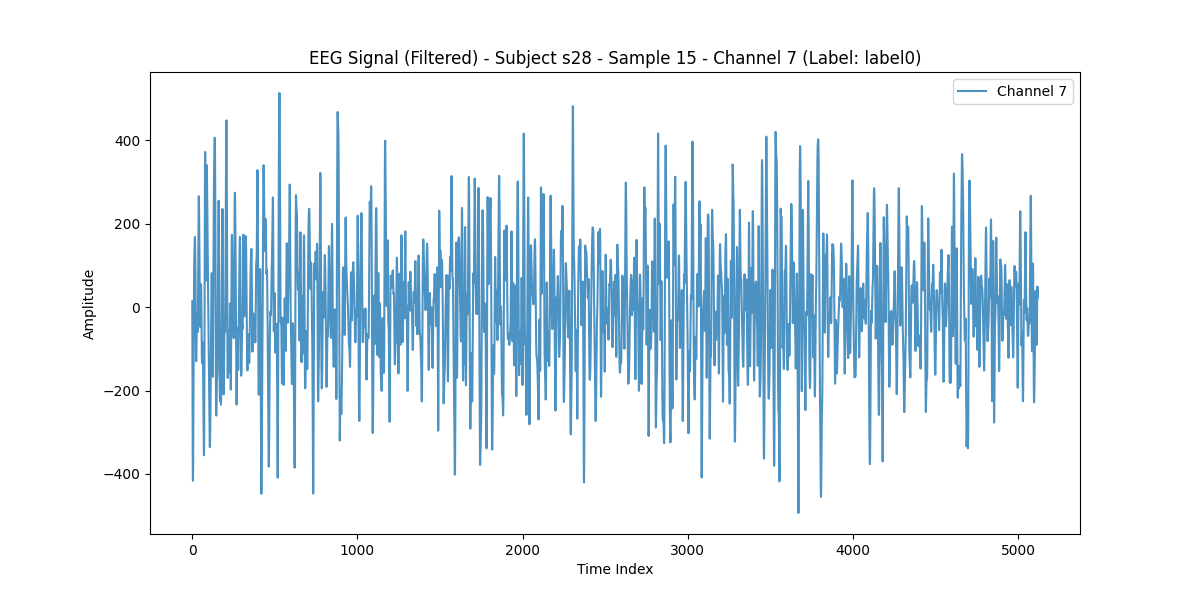 EEG Signal (Filtered) - Subject s28 - Sample 15 - Channel 7 (Label: label0)
Channel 7
400
200
0
−200
−400
Amplitude
0 1000 2000 3000 4000 5000
Time Index